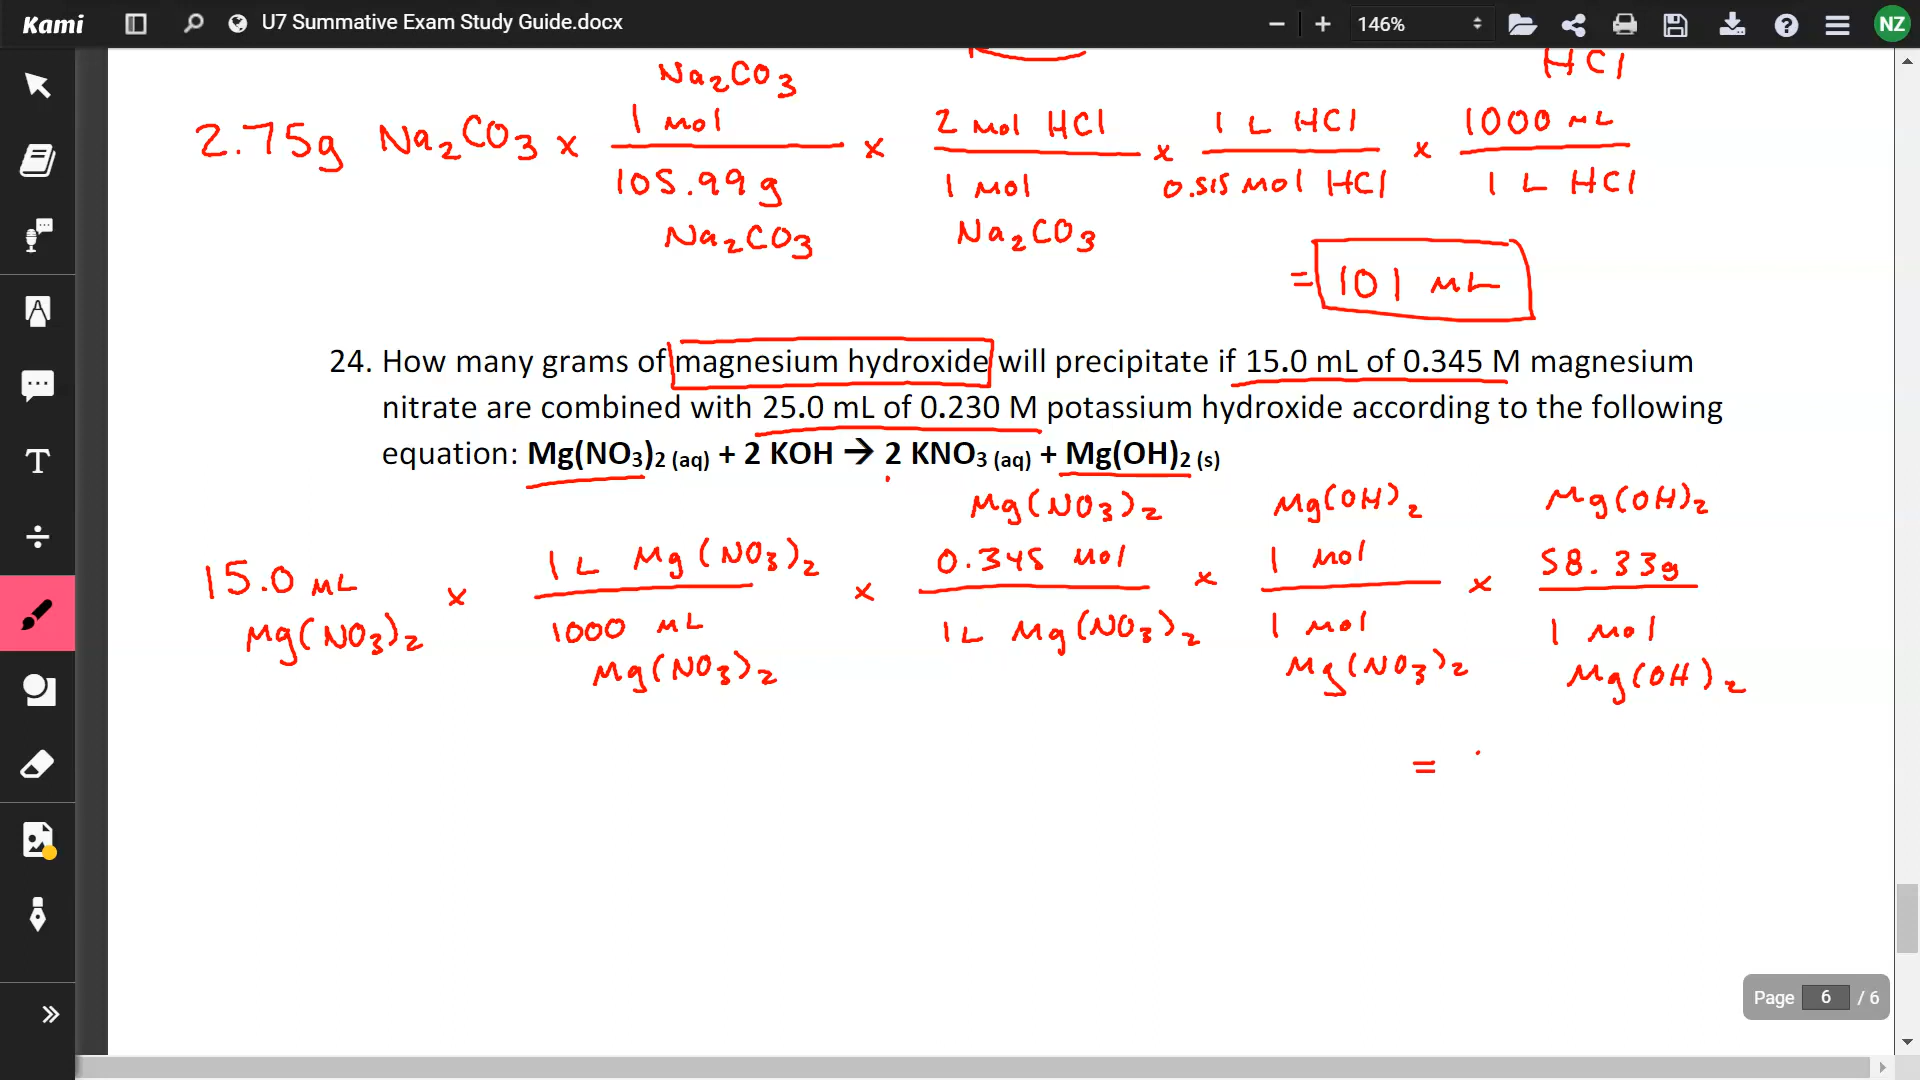 Kami U7 Summative Exam Study Guide.docx 146% NZ
Na₂CO₃ HCl
2.75g Na₂CO₃ x 1 mol / 105.99 g x 2 mol HCl / 1 mol x 1 L HCl / 0.515 mol HCl x 1000 mL / 1 L HCl
Na₂CO₃ Na₂CO₃
= 101 mL
24. How many grams of magnesium hydroxide will precipitate if 15.0 mL of 0.345 M magnesium
nitrate are combined with 25.0 mL of 0.230 M potassium hydroxide according to the following
equation: Mg(NO₃)₂ (aq) + 2 KOH → 2 KNO₃ (aq) + Mg(OH)₂ (s)
Mg(NO₃)₂ Mg(OH)₂ Mg(OH)₂
15.0 mL x 1 L Mg(NO₃)₂ x 0.345 mol x 1 mol x 58.33g
Mg(NO₃)₂ 1000 mL 1L Mg(NO₃)₂ 1 mol 1 mol
Mg(NO₃)₂ Mg(NO₃)₂ Mg(OH)₂
=
Page 6 / 6